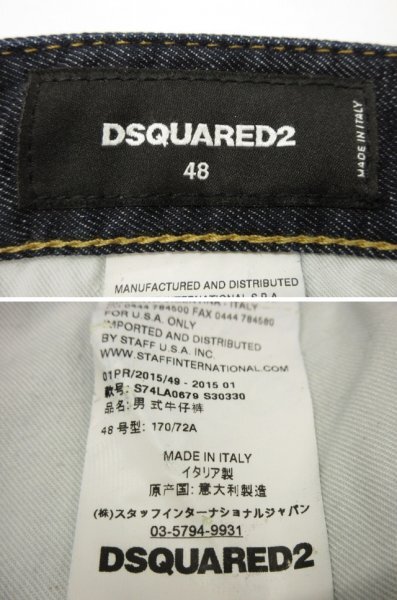 DSQUARED2
48
MADE IN ITALY
MANUFACTURED AND DISTRIBUTED
0444 784500 FAX 0444 784580
FOR U.S.A. ONLY
IMPORTED AND DISTRIBUTED
BY STAFF U.S.A. INC.
WWW.STAFFINTERNATIONAL.COM
01PR/2015/49 - 2015 01
款号: S74LA0679 S30330
品名: 男式牛仔裤
48号型: 170/72A
MADE IN ITALY
イタリア製
原产国: 意大利製造
(株)スタッフインターナショナルジャパン
03-5794-9931
DSQUARED2